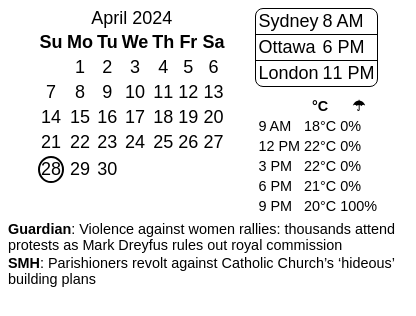 April 2024
Su Mo Tu We Th Fr Sa
1 2 3 4 5 6
7 8 9 10 11 12 13
14 15 16 17 18 19 20
21 22 23 24 25 26 27
28 29 30
Sydney 8 AM
Ottawa 6 PM
London 11 PM
°C ☂
9 AM 18°C 0%
12 PM 22°C 0%
3 PM 22°C 0%
6 PM 21°C 0%
9 PM 20°C 100%
Guardian: Violence against women rallies: thousands attend
protests as Mark Dreyfus rules out royal commission
SMH: Parishioners revolt against Catholic Church’s ‘hideous’
building plans